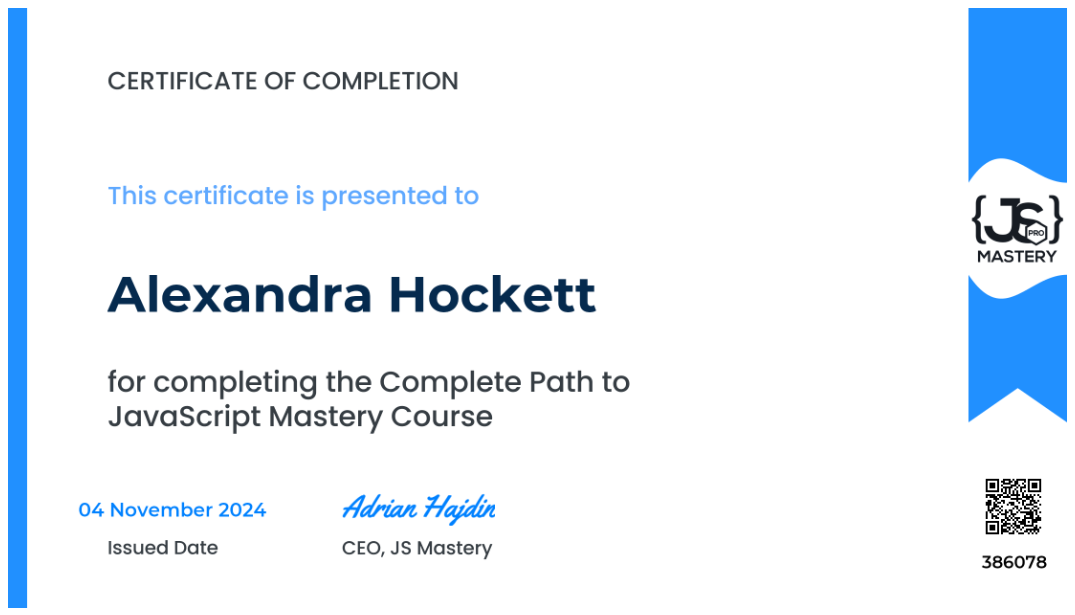 CERTIFICATE OF COMPLETION
This certificate is presented to
Alexandra Hockett
for completing the Complete Path to
JavaScript Mastery Course
04 November 2024
Issued Date
Adrian Hajdin
CEO, JS Mastery
{JS}
PRO
MASTERY
386078